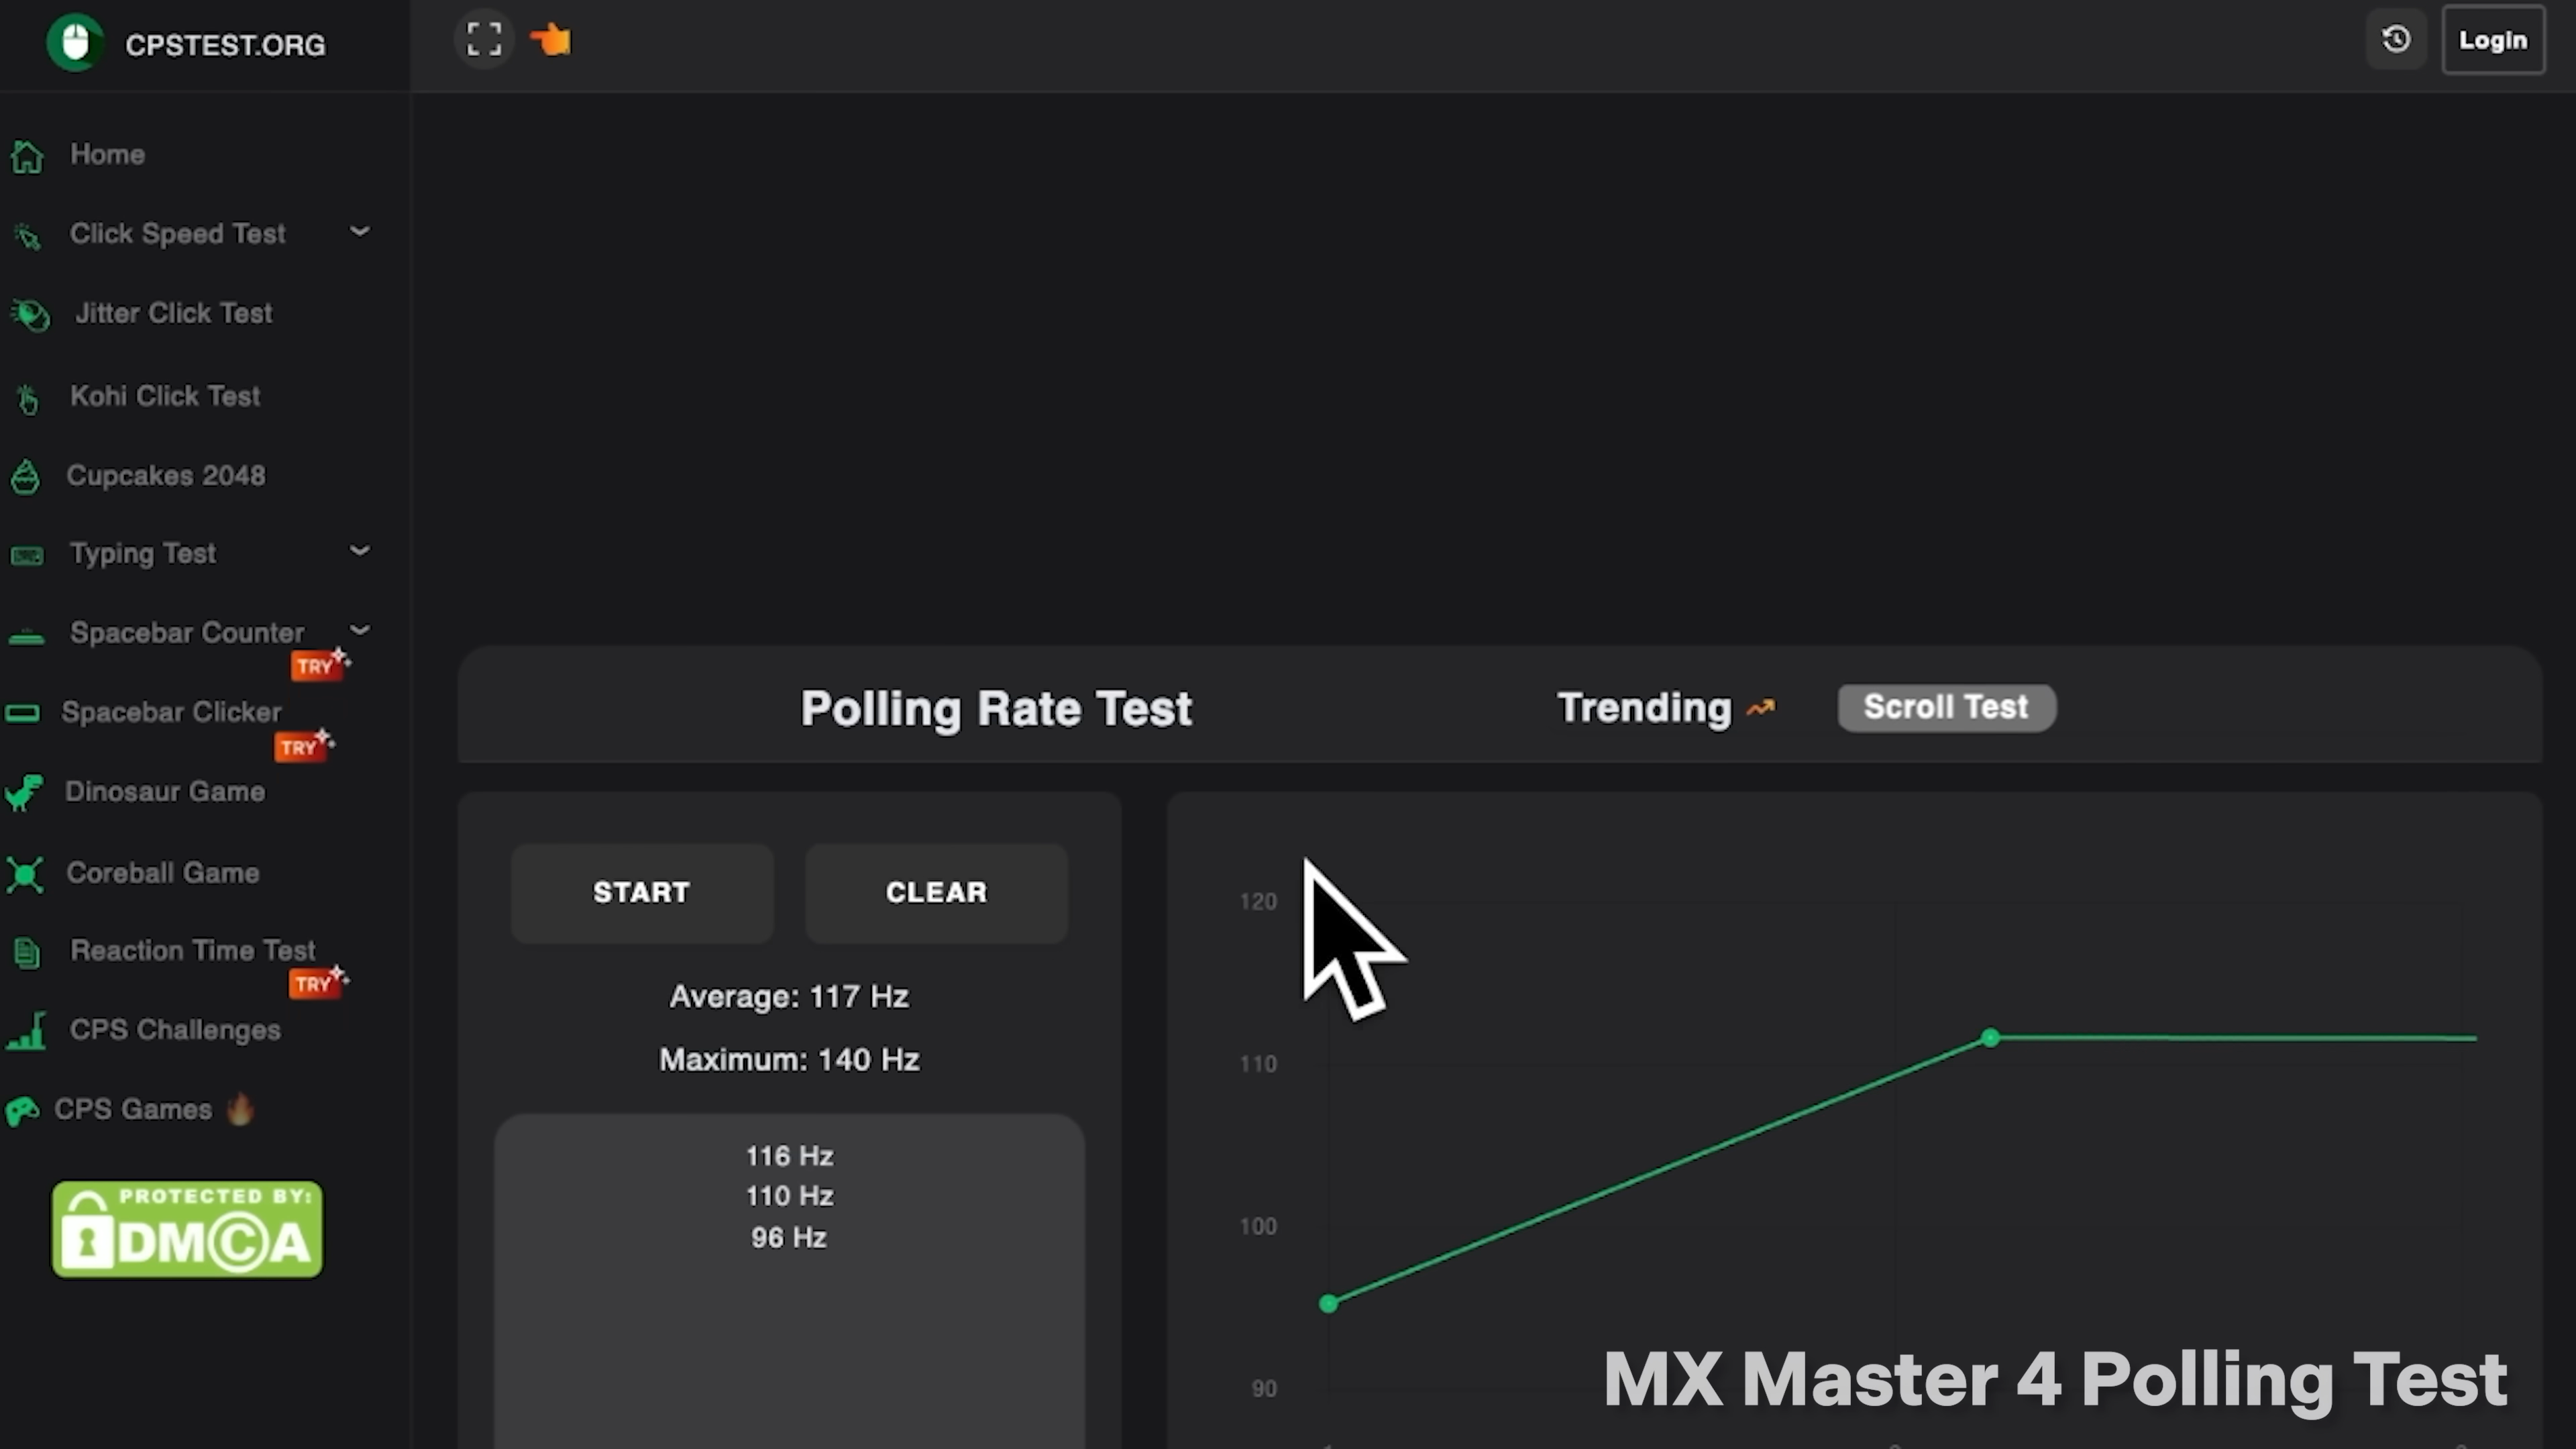 CPSTEST.ORG
Login
Home
Click Speed Test
Jitter Click Test
Kohi Click Test
Cupcakes 2048
Typing Test
Spacebar Counter
TRY
Spacebar Clicker
TRY
Dinosaur Game
Coreball Game
Reaction Time Test
TRY
CPS Challenges
CPS Games
PROTECTED BY:
DMCA
Polling Rate Test
Trending
Scroll Test
START
CLEAR
Average: 117 Hz
Maximum: 140 Hz
116 Hz
110 Hz
96 Hz
120
110
100
90
MX Master 4 Polling Test